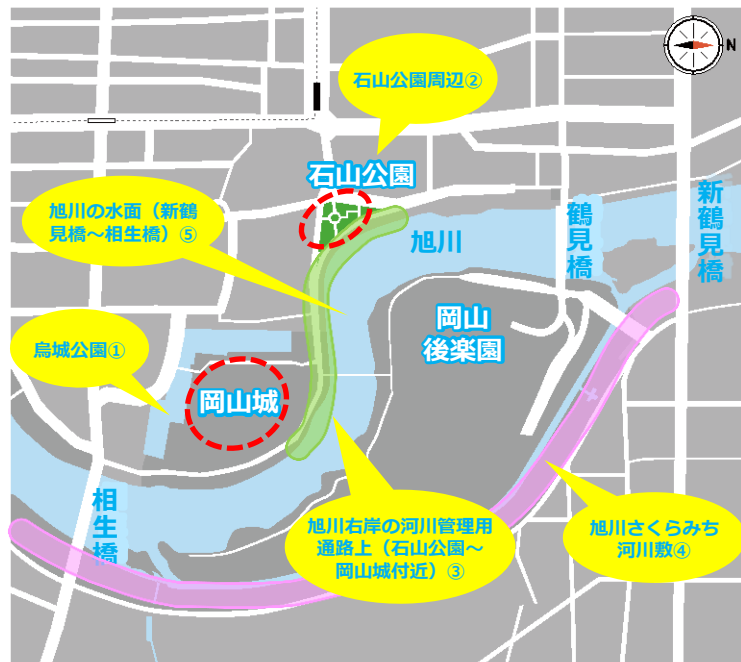 N
石山公園周辺②
石山公園
旭川の水面（新鶴
見橋～相生橋）⑤
旭川
鶴見橋
新鶴見橋
岡山
後楽園
烏城公園①
岡山城
相生橋
旭川右岸の河川管理用
通路上（石山公園～
岡山城付近）③
旭川さくらみち
河川敷④